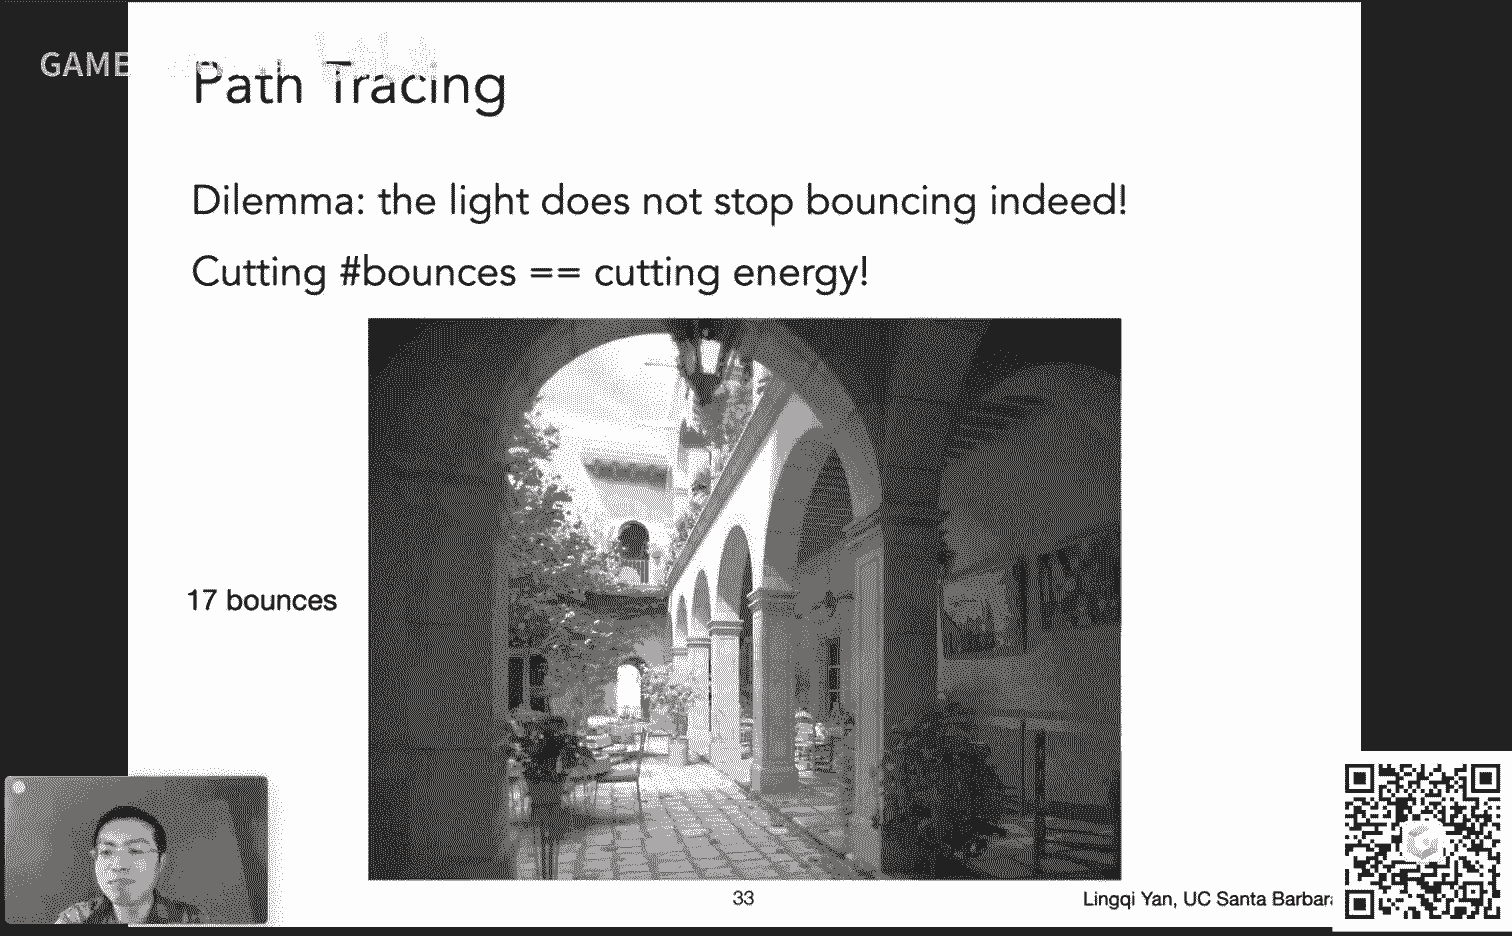 GAME
Path Tracing
Dilemma: the light does not stop bouncing indeed!
Cutting #bounces == cutting energy!
17 bounces
33
Lingqi Yan, UC Santa Barbar